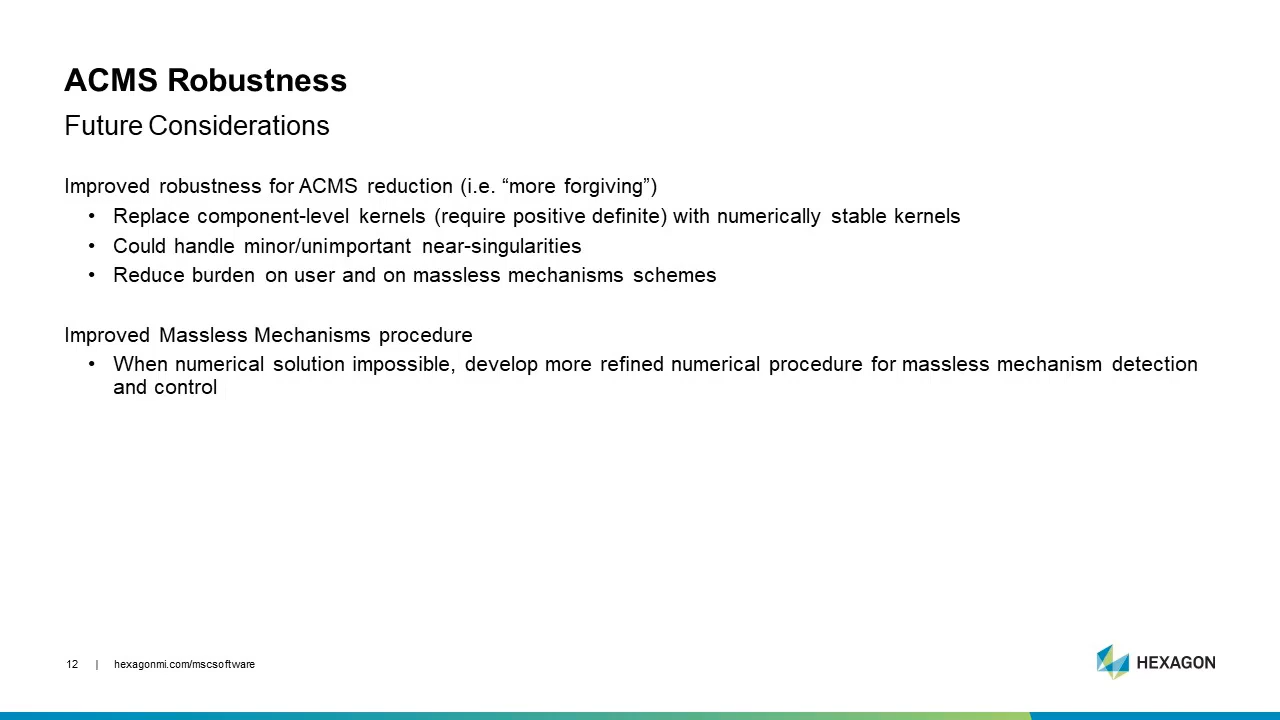 ACMS Robustness
Future Considerations
Improved robustness for ACMS reduction (i.e. “more forgiving”)
• Replace component-level kernels (require positive definite) with numerically stable kernels
• Could handle minor/unimportant near-singularities
• Reduce burden on user and on massless mechanisms schemes
Improved Massless Mechanisms procedure
• When numerical solution impossible, develop more refined numerical procedure for massless mechanism detection
and control
12 | hexagonmi.com/mscsoftware
HEXAGON